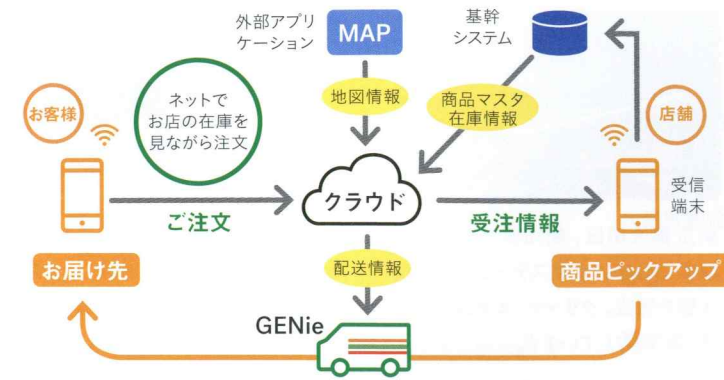 外部アプリ
ケーション
MAP
基幹
システム
お客様
ネットで
お店の在庫を
見ながら注文
地図情報
商品マスタ
在庫情報
店舗
クラウド
受信
端末
ご注文
受注情報
お届け先
配送情報
商品ピックアップ
GENie